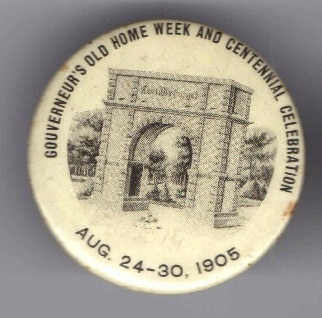 GOUVERNEUR'S OLD HOME WEEK AND CENTENNIAL CELEBRATION
AUG. 24-30, 1905